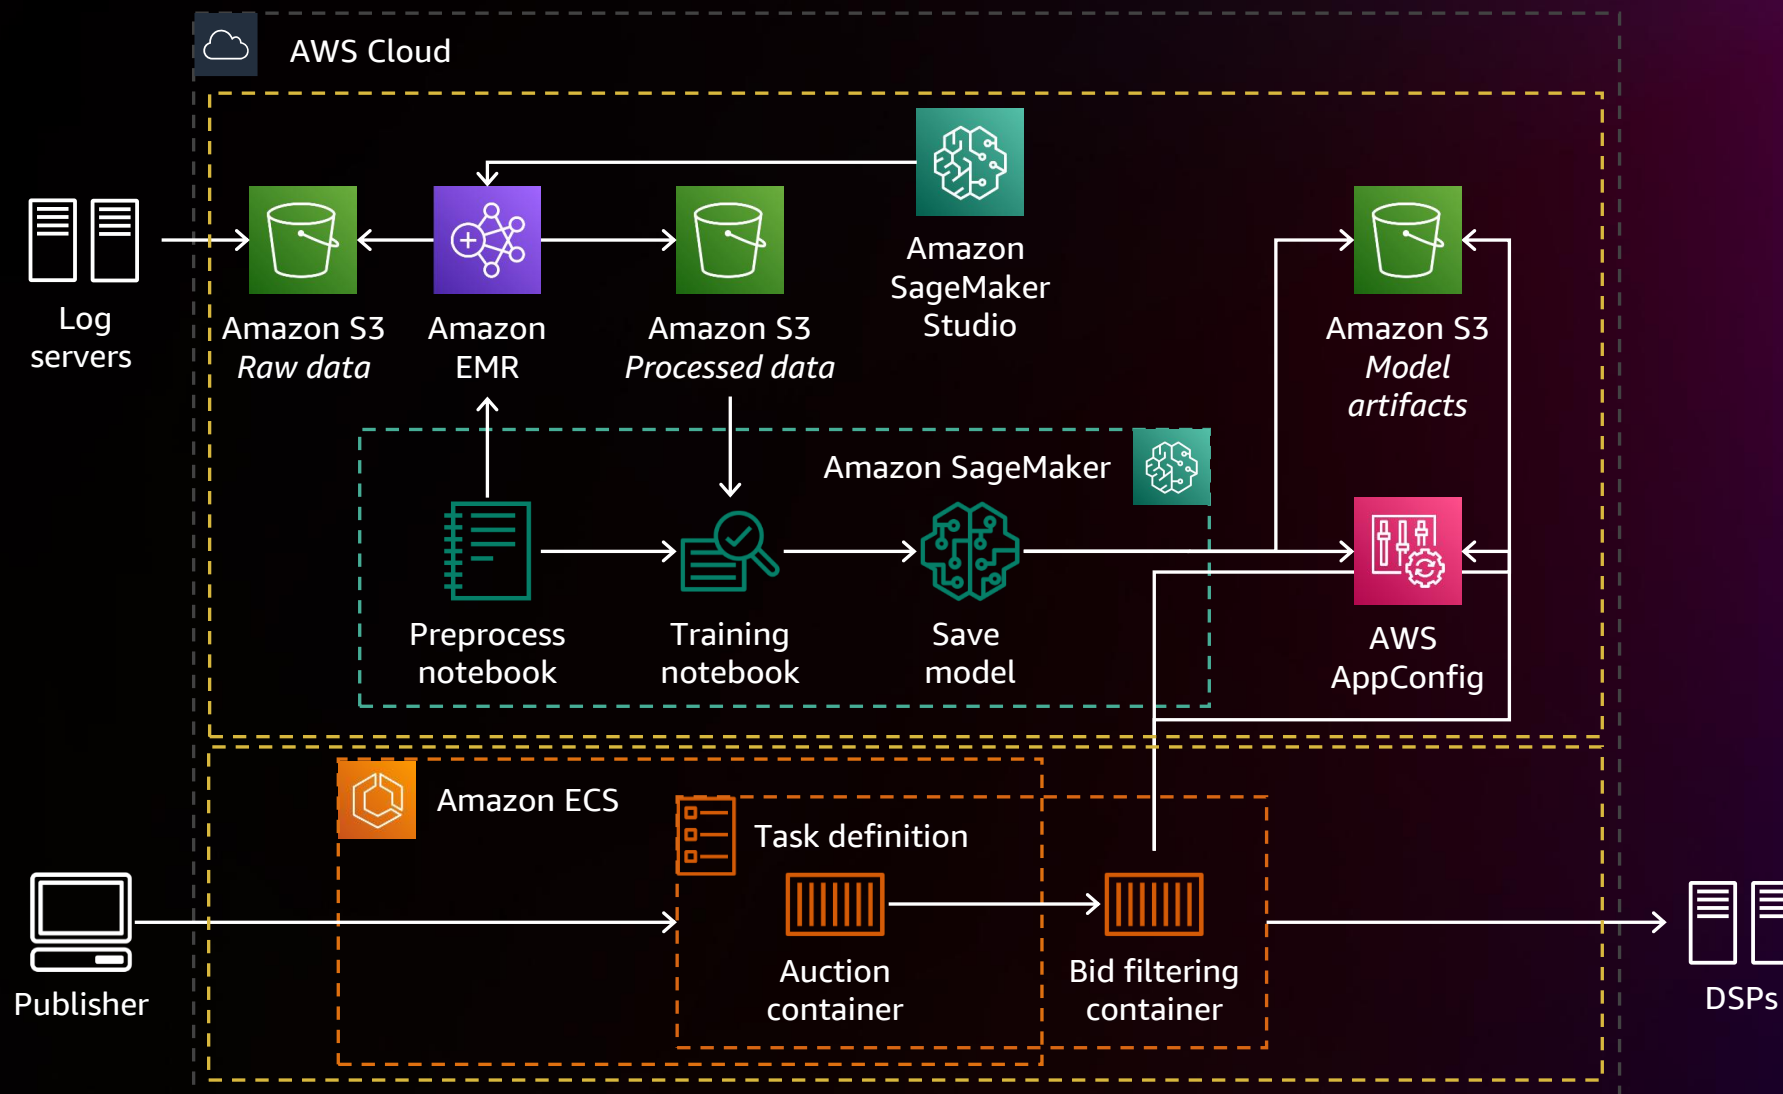 AWS Cloud
Amazon
SageMaker
Studio
Log
servers
Amazon S3
Raw data
Amazon
EMR
Amazon S3
Processed data
Amazon S3
Model
artifacts
Amazon SageMaker
Preprocess
notebook
Training
notebook
Save
model
AWS
AppConfig
Amazon ECS
Task definition
Publisher
Auction
container
Bid filtering
container
DSPs